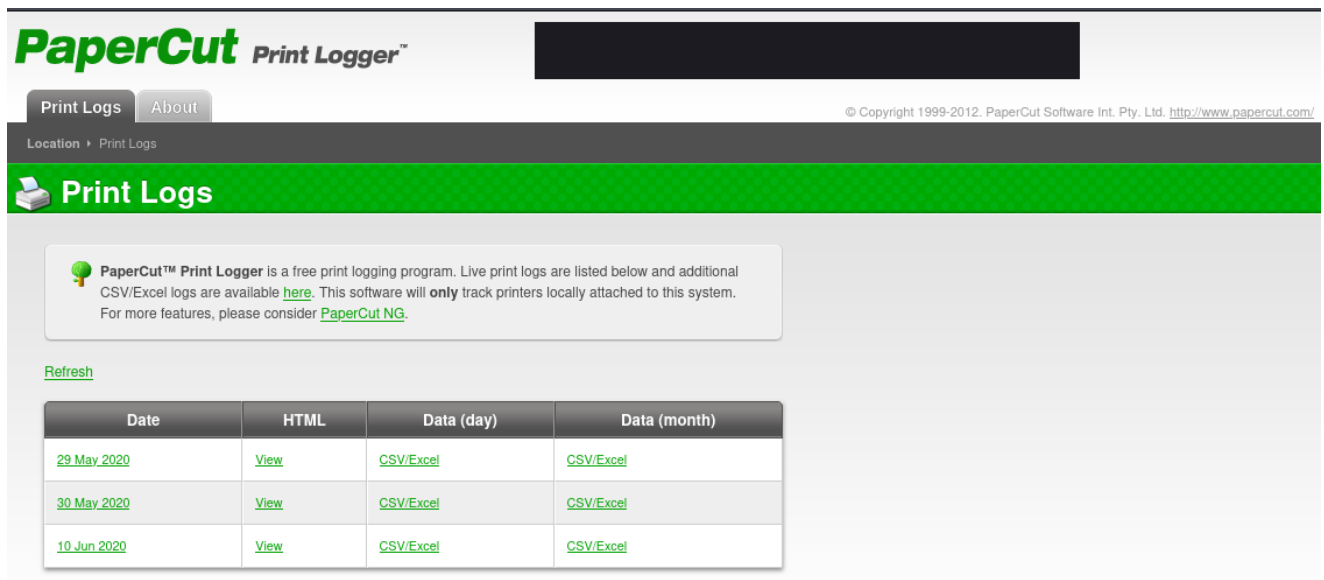 PaperCut Print Logger™
Print Logs About
© Copyright 1999-2012. PaperCut Software Int. Pty. Ltd. http://www.papercut.com/
Location ▸ Print Logs
Print Logs
PaperCut™ Print Logger is a free print logging program. Live print logs are listed below and additional
CSV/Excel logs are available here. This software will only track printers locally attached to this system.
For more features, please consider PaperCut NG.
Refresh
Date HTML Data (day) Data (month)
29 May 2020 View CSV/Excel CSV/Excel
30 May 2020 View CSV/Excel CSV/Excel
10 Jun 2020 View CSV/Excel CSV/Excel